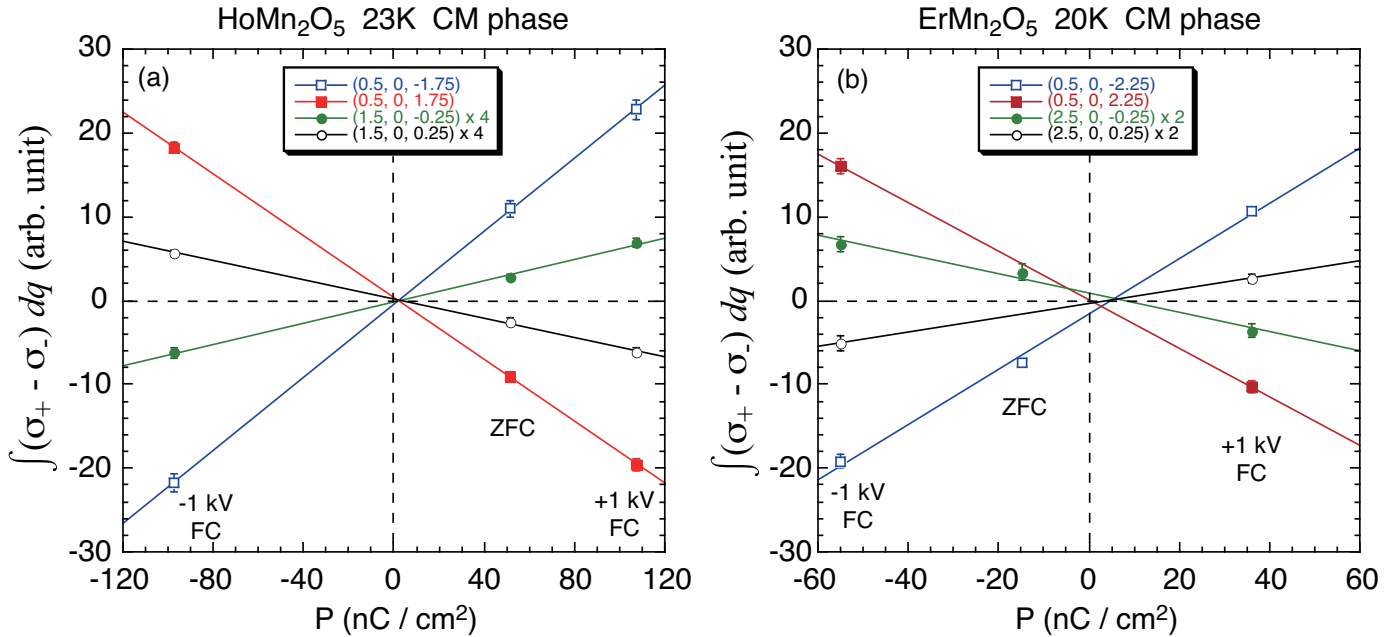 HoMn₂O₅ 23K CM phase
(a)
(0.5, 0, -1.75)
(0.5, 0, 1.75)
(1.5, 0, -0.25) x 4
(1.5, 0, 0.25) x 4
30
20
10
0
-10
-20
-30
∫(σ₊ - σ₋) dq (arb. unit)
ZFC
-1 kV
FC
+1 kV
FC
-120
-80
-40
0
40
80
120
P (nC / cm²)
ErMn₂O₅ 20K CM phase
(b)
(0.5, 0, -2.25)
(0.5, 0, 2.25)
(2.5, 0, -0.25) x 2
(2.5, 0, 0.25) x 2
30
20
10
0
-10
-20
-30
∫(σ₊ - σ₋) dq (arb. unit)
ZFC
-1 kV
FC
+1 kV
FC
-60
-40
-20
0
20
40
60
P (nC / cm²)